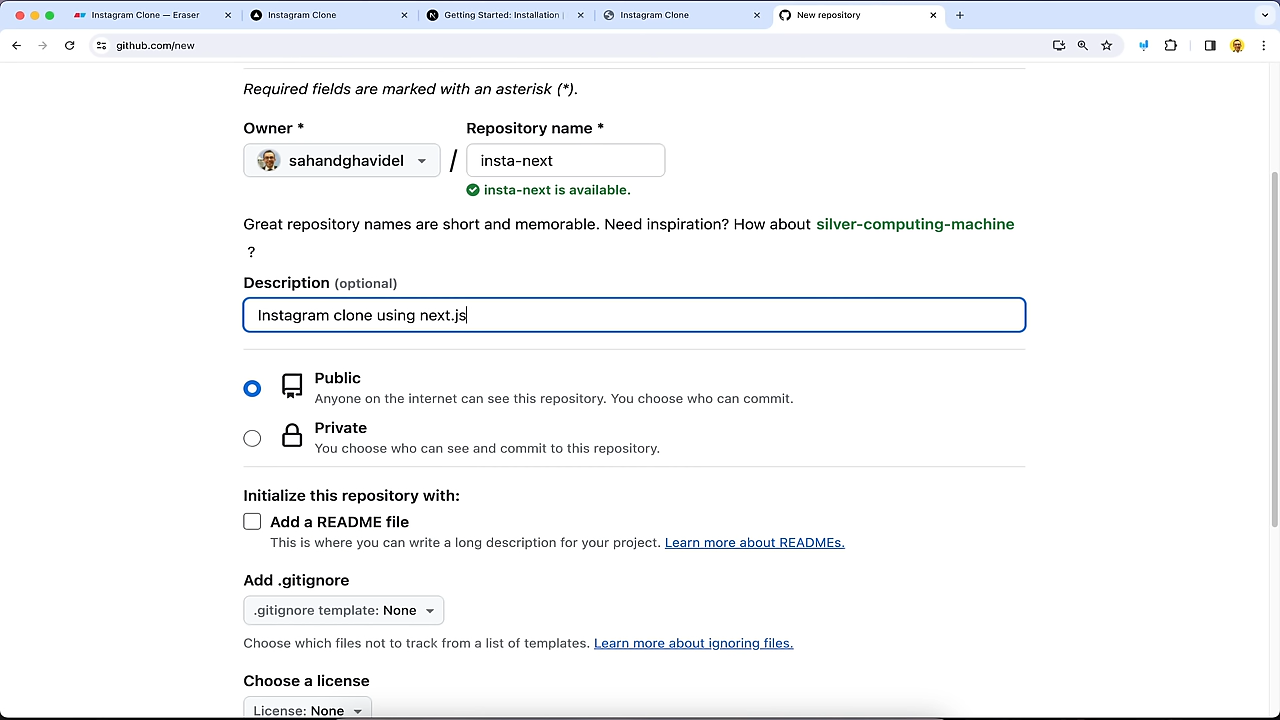 Instagram Clone — Eraser
Instagram Clone
Getting Started: Installation
Instagram Clone
New repository
github.com/new
Required fields are marked with an asterisk (*).
Owner * Repository name *
sahandghavidel / insta-next
insta-next is available.
Great repository names are short and memorable. Need inspiration? How about silver-computing-machine
?
Description (optional)
Instagram clone using next.js
Public
Anyone on the internet can see this repository. You choose who can commit.
Private
You choose who can see and commit to this repository.
Initialize this repository with:
Add a README file
This is where you can write a long description for your project. Learn more about READMEs.
Add .gitignore
.gitignore template: None
Choose which files not to track from a list of templates. Learn more about ignoring files.
Choose a license
License: None